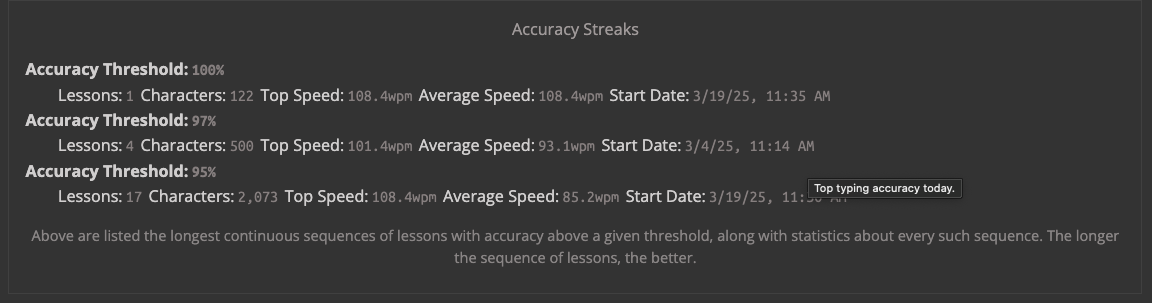 Accuracy Streaks
Accuracy Threshold: 100%
Lessons: 1 Characters: 122 Top Speed: 108.4wpm Average Speed: 108.4wpm Start Date: 3/19/25, 11:35 AM
Accuracy Threshold: 97%
Lessons: 4 Characters: 500 Top Speed: 101.4wpm Average Speed: 93.1wpm Start Date: 3/4/25, 11:14 AM
Accuracy Threshold: 95%
Top typing accuracy today.
Lessons: 17 Characters: 2,073 Top Speed: 108.4wpm Average Speed: 85.2wpm Start Date: 3/19/25,
Above are listed the longest continuous sequences of lessons with accuracy above a given threshold, along with statistics about every such sequence. The longer
the sequence of lessons, the better.